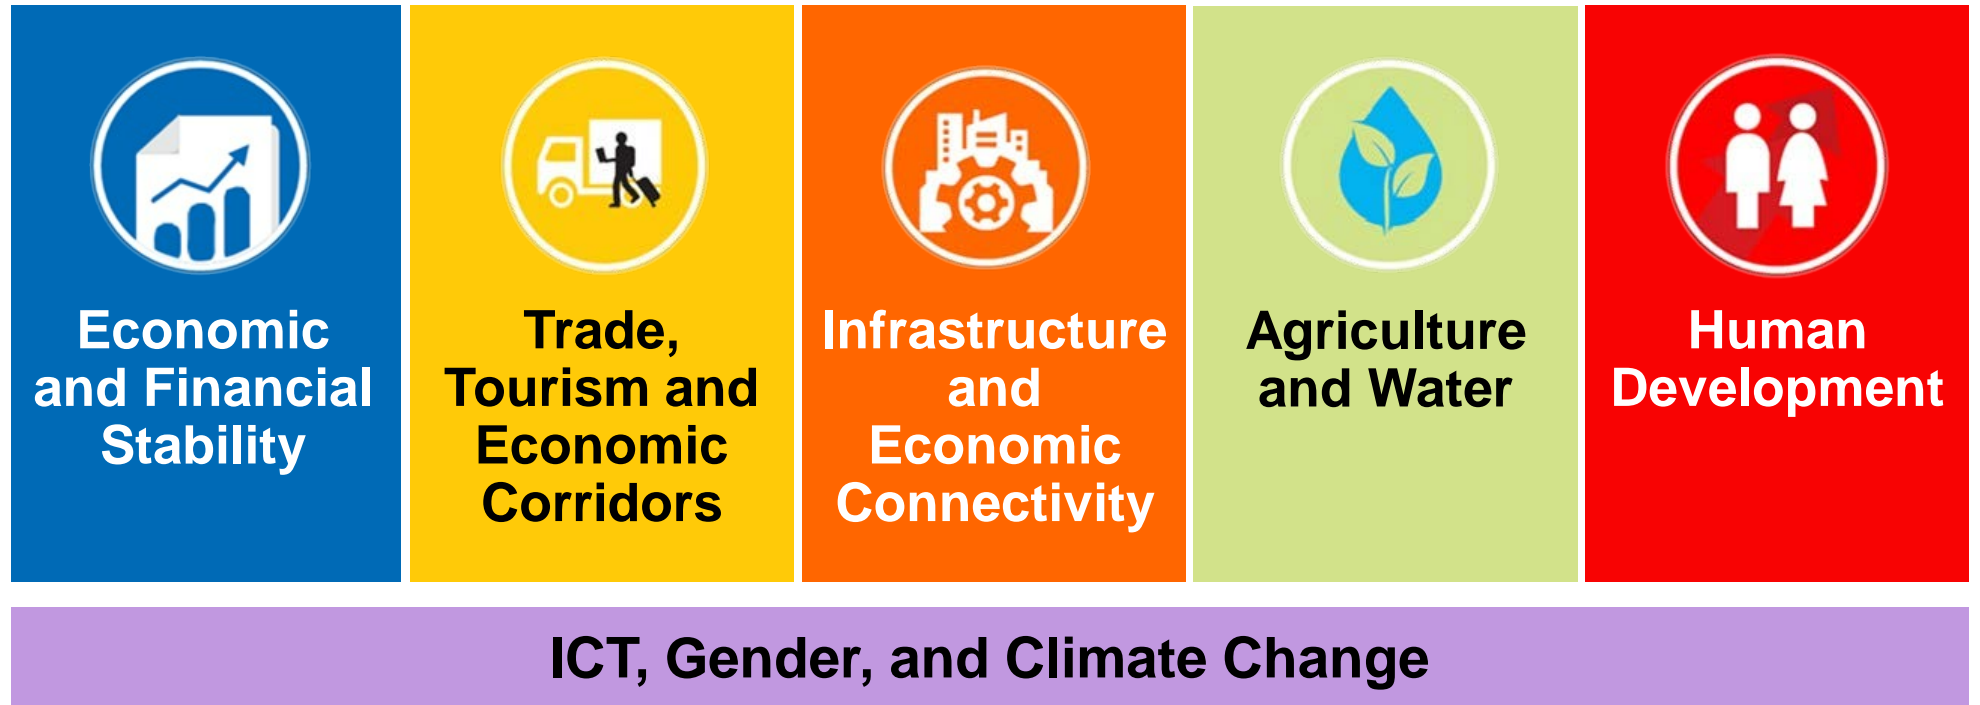 Economic
and Financial
Stability
Trade,
Tourism and
Economic
Corridors
Infrastructure
and
Economic
Connectivity
Agriculture
and Water
Human
Development
ICT, Gender, and Climate Change